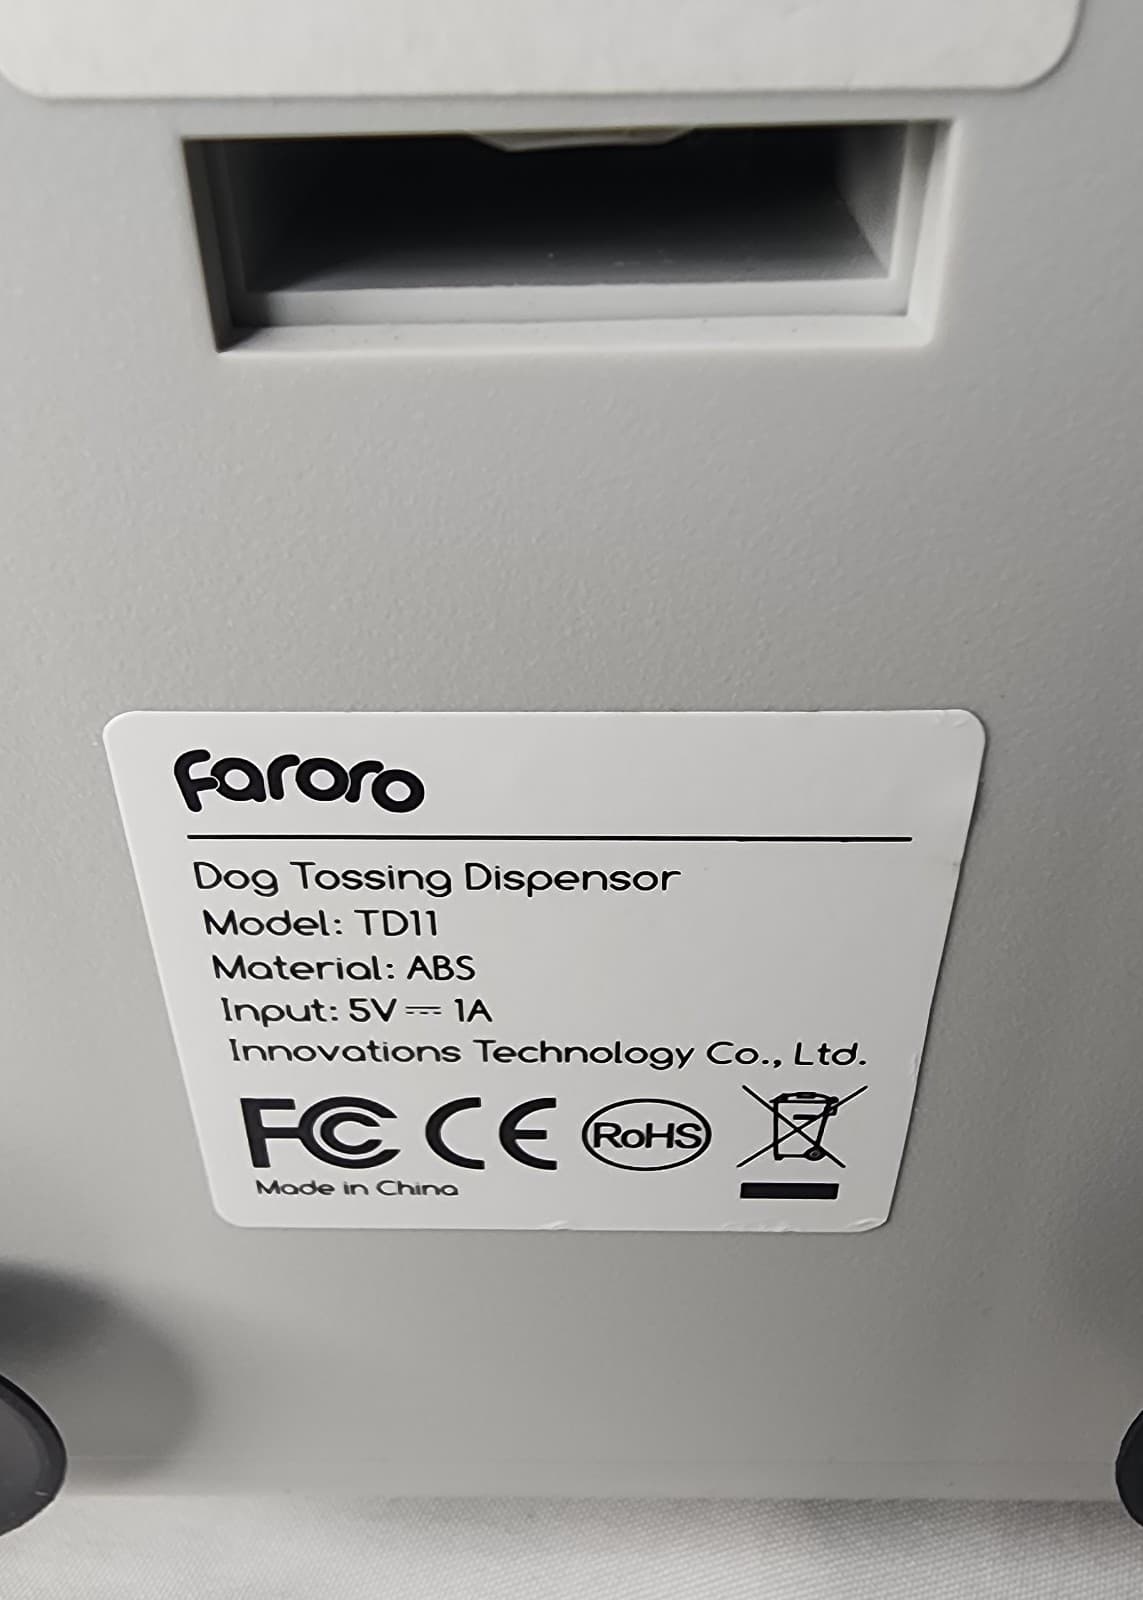 Faroro
Dog Tossing Dispensor
Model: TD11
Material: ABS
Input: 5V ⎓ 1A
Innovations Technology Co., Ltd.
FC CE RoHS
Made in China